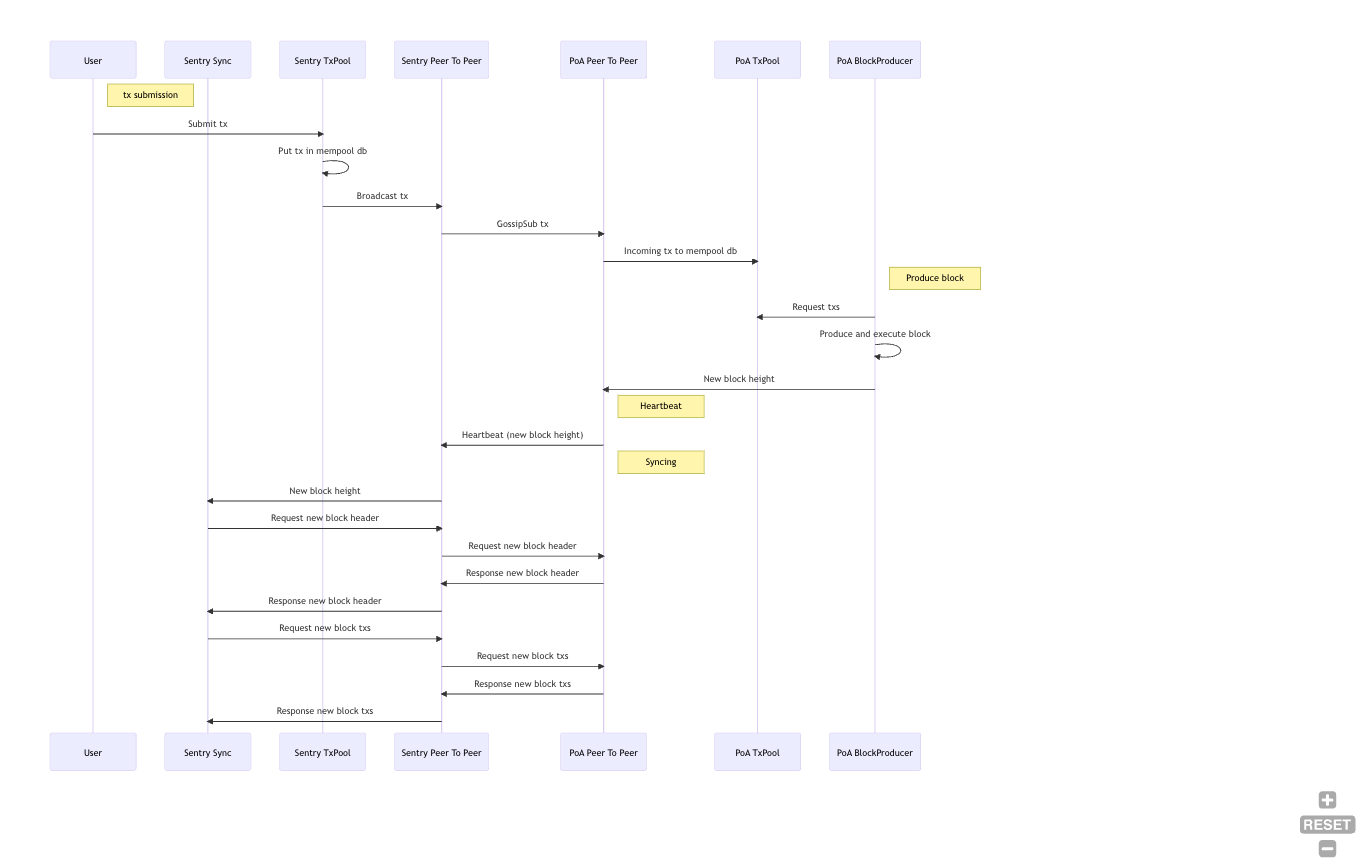 User
Sentry Sync
Sentry TxPool
Sentry Peer To Peer
PoA Peer To Peer
PoA TxPool
PoA BlockProducer
tx submission
Submit tx
Put tx in mempool db
Broadcast tx
GossipSub tx
Incoming tx to mempool db
Produce block
Request txs
Produce and execute block
New block height
Heartbeat
Heartbeat (new block height)
Syncing
New block height
Request new block header
Request new block header
Response new block header
Response new block header
Request new block txs
Request new block txs
Response new block txs
Response new block txs
User
Sentry Sync
Sentry TxPool
Sentry Peer To Peer
PoA Peer To Peer
PoA TxPool
PoA BlockProducer
RESET